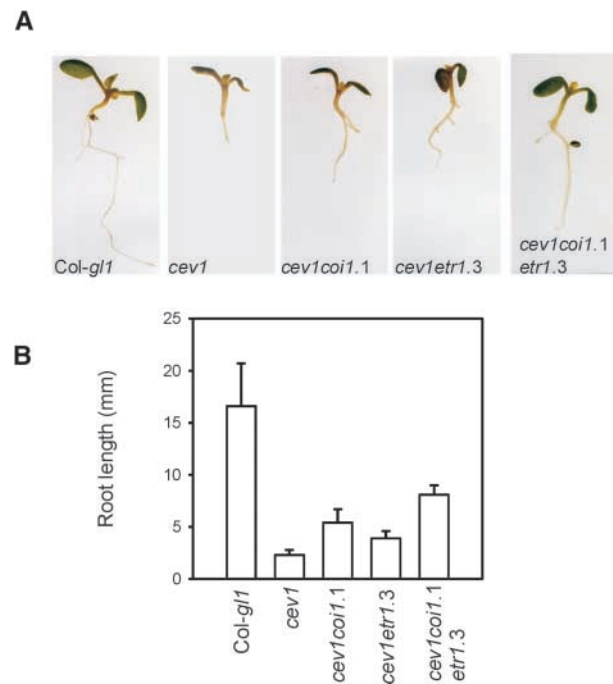 A
Col-gl1
cev1
cev1coi1.1
cev1etr1.3
cev1coi1.1
etr1.3
B
Root length (mm)
25
20
15
10
5
0
Col-gl1
cev1
cev1coi1.1
cev1etr1.3
cev1coi1.1
etr1.3